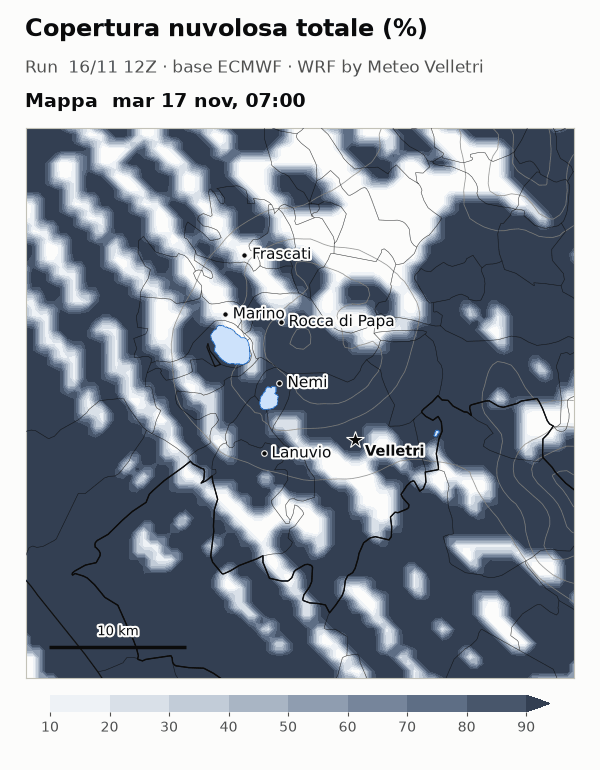 Copertura nuvolosa totale (%)
Run  16/11 12Z · base ECMWF · WRF by Meteo Velletri
Mappa  mar 17 nov, 07:00
Frascati
Marino
Rocca di Papa
Nemi
Velletri
Lanuvio
10 km
10 20 30 40 50 60 70 80 90